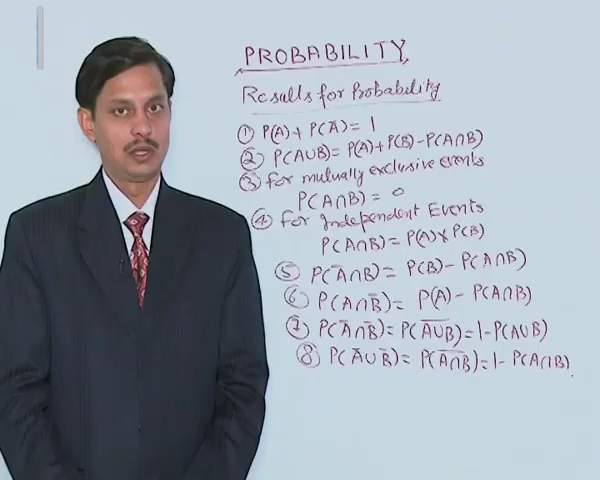 PROBABILITY
Results for Probability
① P(A) + P(Ā) = 1
② P(A∪B) = P(A) + P(B) - P(A∩B)
③ For mutually exclusive events
P(A∩B) = 0
④ For Independent Events
P(A∩B) = P(A) × P(B)
⑤ P(Ā∩B) = P(B) - P(A∩B)
⑥ P(A∩B̄) = P(A) - P(A∩B)
⑦ P(Ā∩B̄) = P(A̅∪̅B̅) = 1 - P(A∪B)
⑧ P(Ā∪B̄) = P(A̅∩̅B̅) = 1 - P(A∩B)